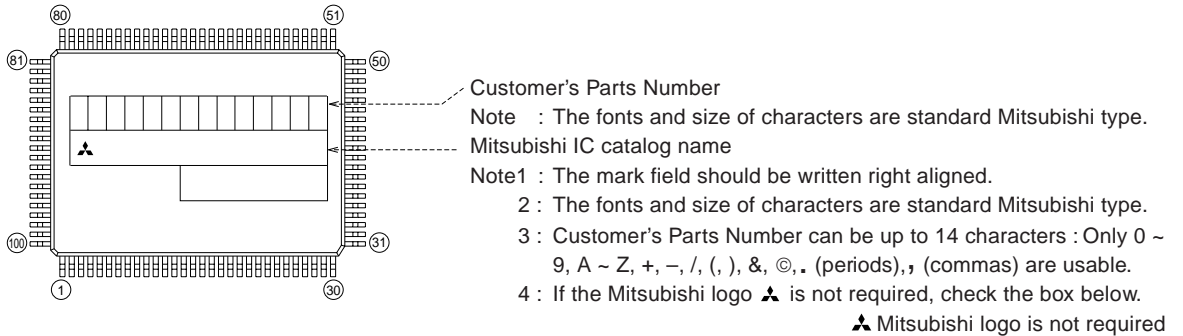 80 51
81 50
Customer's Parts Number
Note : The fonts and size of characters are standard Mitsubishi type.
Mitsubishi IC catalog name
Note1 : The mark field should be written right aligned.
2 : The fonts and size of characters are standard Mitsubishi type.
100 31
3 : Customer's Parts Number can be up to 14 characters : Only 0 ~
9, A ~ Z, +, –, /, (, ), &, ©, . (periods), , (commas) are usable.
1 30
4 : If the Mitsubishi logo is not required, check the box below.
Mitsubishi logo is not required